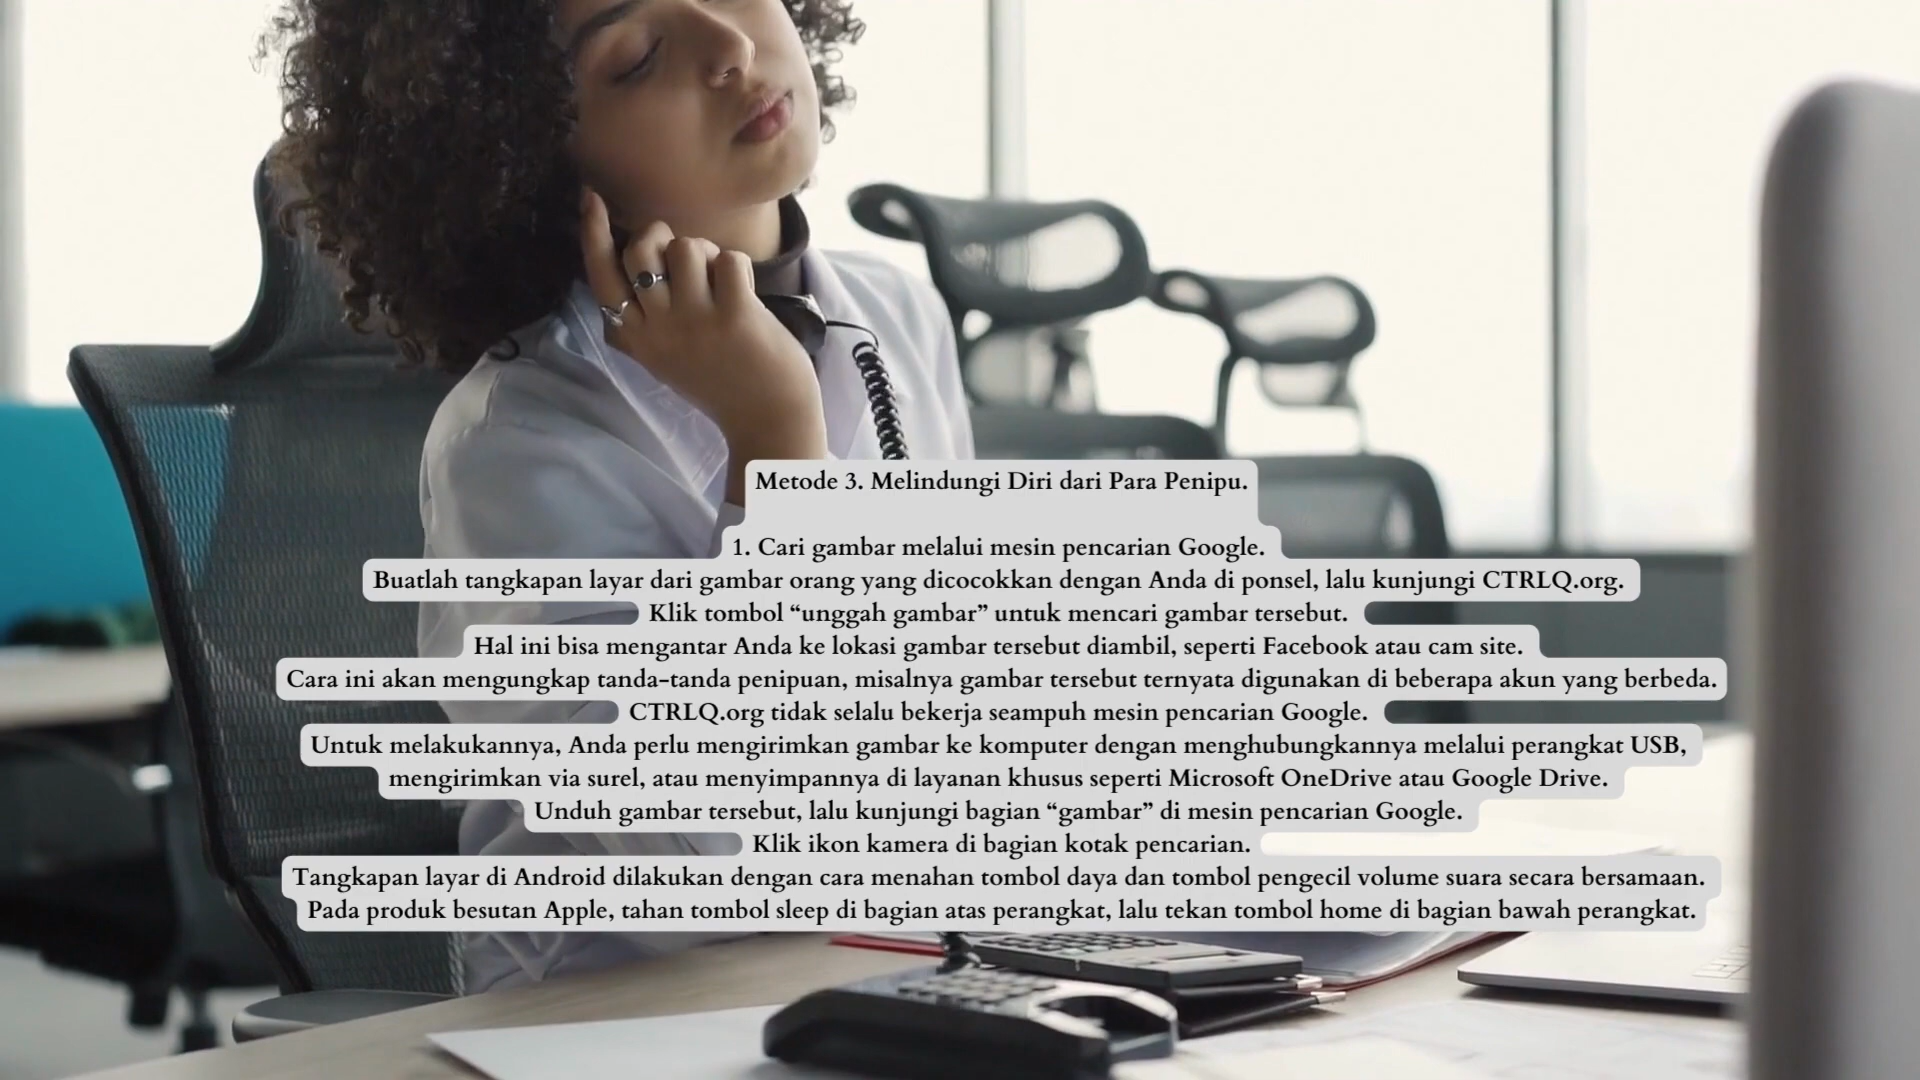 Metode 3. Melindungi Diri dari Para Penipu.
1. Cari gambar melalui mesin pencarian Google.
Buatlah tangkapan layar dari gambar orang yang dicocokkan dengan Anda di ponsel, lalu kunjungi CTRLQ.org.
Klik tombol “unggah gambar” untuk mencari gambar tersebut.
Hal ini bisa mengantar Anda ke lokasi gambar tersebut diambil, seperti Facebook atau cam site.
Cara ini akan mengungkap tanda-tanda penipuan, misalnya gambar tersebut ternyata digunakan di beberapa akun yang berbeda.
CTRLQ.org tidak selalu bekerja seampuh mesin pencarian Google.
Untuk melakukannya, Anda perlu mengirimkan gambar ke komputer dengan menghubungkannya melalui perangkat USB,
mengirimkan via surel, atau menyimpannya di layanan khusus seperti Microsoft OneDrive atau Google Drive.
Unduh gambar tersebut, lalu kunjungi bagian “gambar” di mesin pencarian Google.
Klik ikon kamera di bagian kotak pencarian.
Tangkapan layar di Android dilakukan dengan cara menahan tombol daya dan tombol pengecil volume suara secara bersamaan.
Pada produk besutan Apple, tahan tombol sleep di bagian atas perangkat, lalu tekan tombol home di bagian bawah perangkat.